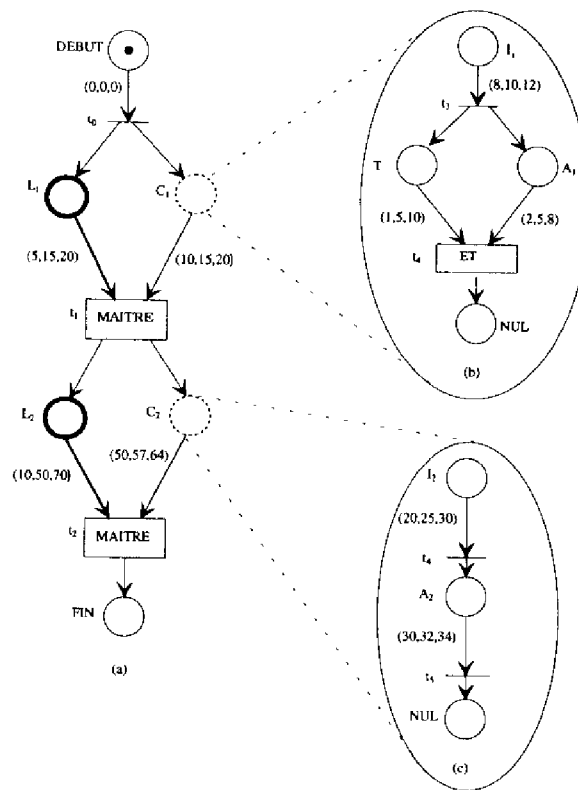 DEBUT
(0,0,0)
t0
L1
C1
(5,15,20)
(10,15,20)
t1
MAITRE
L2
C2
(10,50,70)
(50,57,64)
t2
MAITRE
FIN
(a)
I1
(8,10,12)
t3
T
A1
(1,5,10)
(2,5,8)
t4
ET
NUL
(b)
I2
(20,25,30)
t4
A2
(30,32,34)
t5
NUL
(c)